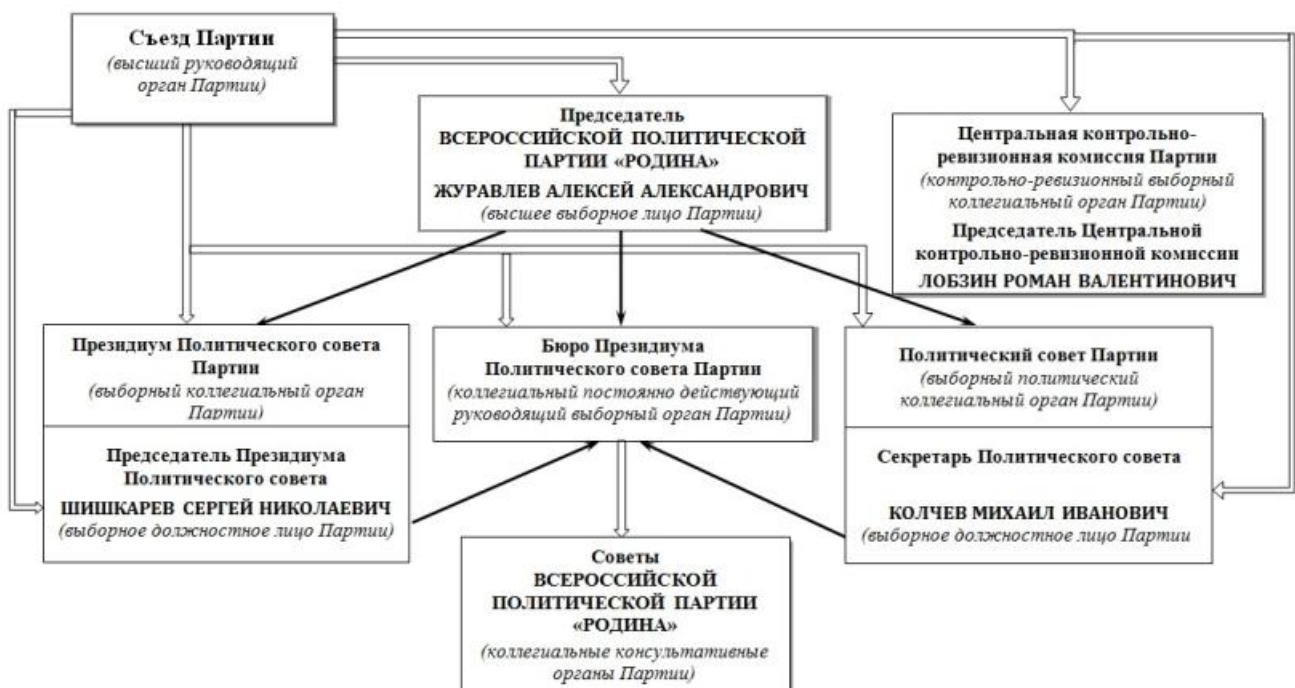 Съезд Партии
(высший руководящий
орган Партии)
Председатель
ВСЕРОССИЙСКОЙ ПОЛИТИЧЕСКОЙ
ПАРТИИ «РОДИНА»
ЖУРАВЛЕВ АЛЕКСЕЙ АЛЕКСАНДРОВИЧ
(высшее выборное лицо Партии)
Центральная контрольно-
ревизионная комиссия Партии
(контрольно-ревизионный выборный
коллегиальный орган Партии)
Председатель Центральной
контрольно-ревизионной комиссии
ЛОБЗИН РОМАН ВАЛЕНТИНОВИЧ
Президиум Политического совета
Партии
(выборный коллегиальный орган
Партии)
Председатель Президиума
Политического совета
ШИШКАРЕВ СЕРГЕЙ НИКОЛАЕВИЧ
(выборное должностное лицо Партии)
Бюро Президиума
Политического совета Партии
(коллегиальный постоянно действующий
руководящий выборный орган Партии)
Политический совет Партии
(выборный политический
коллегиальный орган Партии)
Секретарь Политического совета
КОЛЧЕВ МИХАИЛ ИВАНОВИЧ
(выборное должностное лицо Партии
Советы
ВСЕРОССИЙСКОЙ
ПОЛИТИЧЕСКОЙ ПАРТИИ
«РОДИНА»
(коллегиальные консультативные
органы Партии)